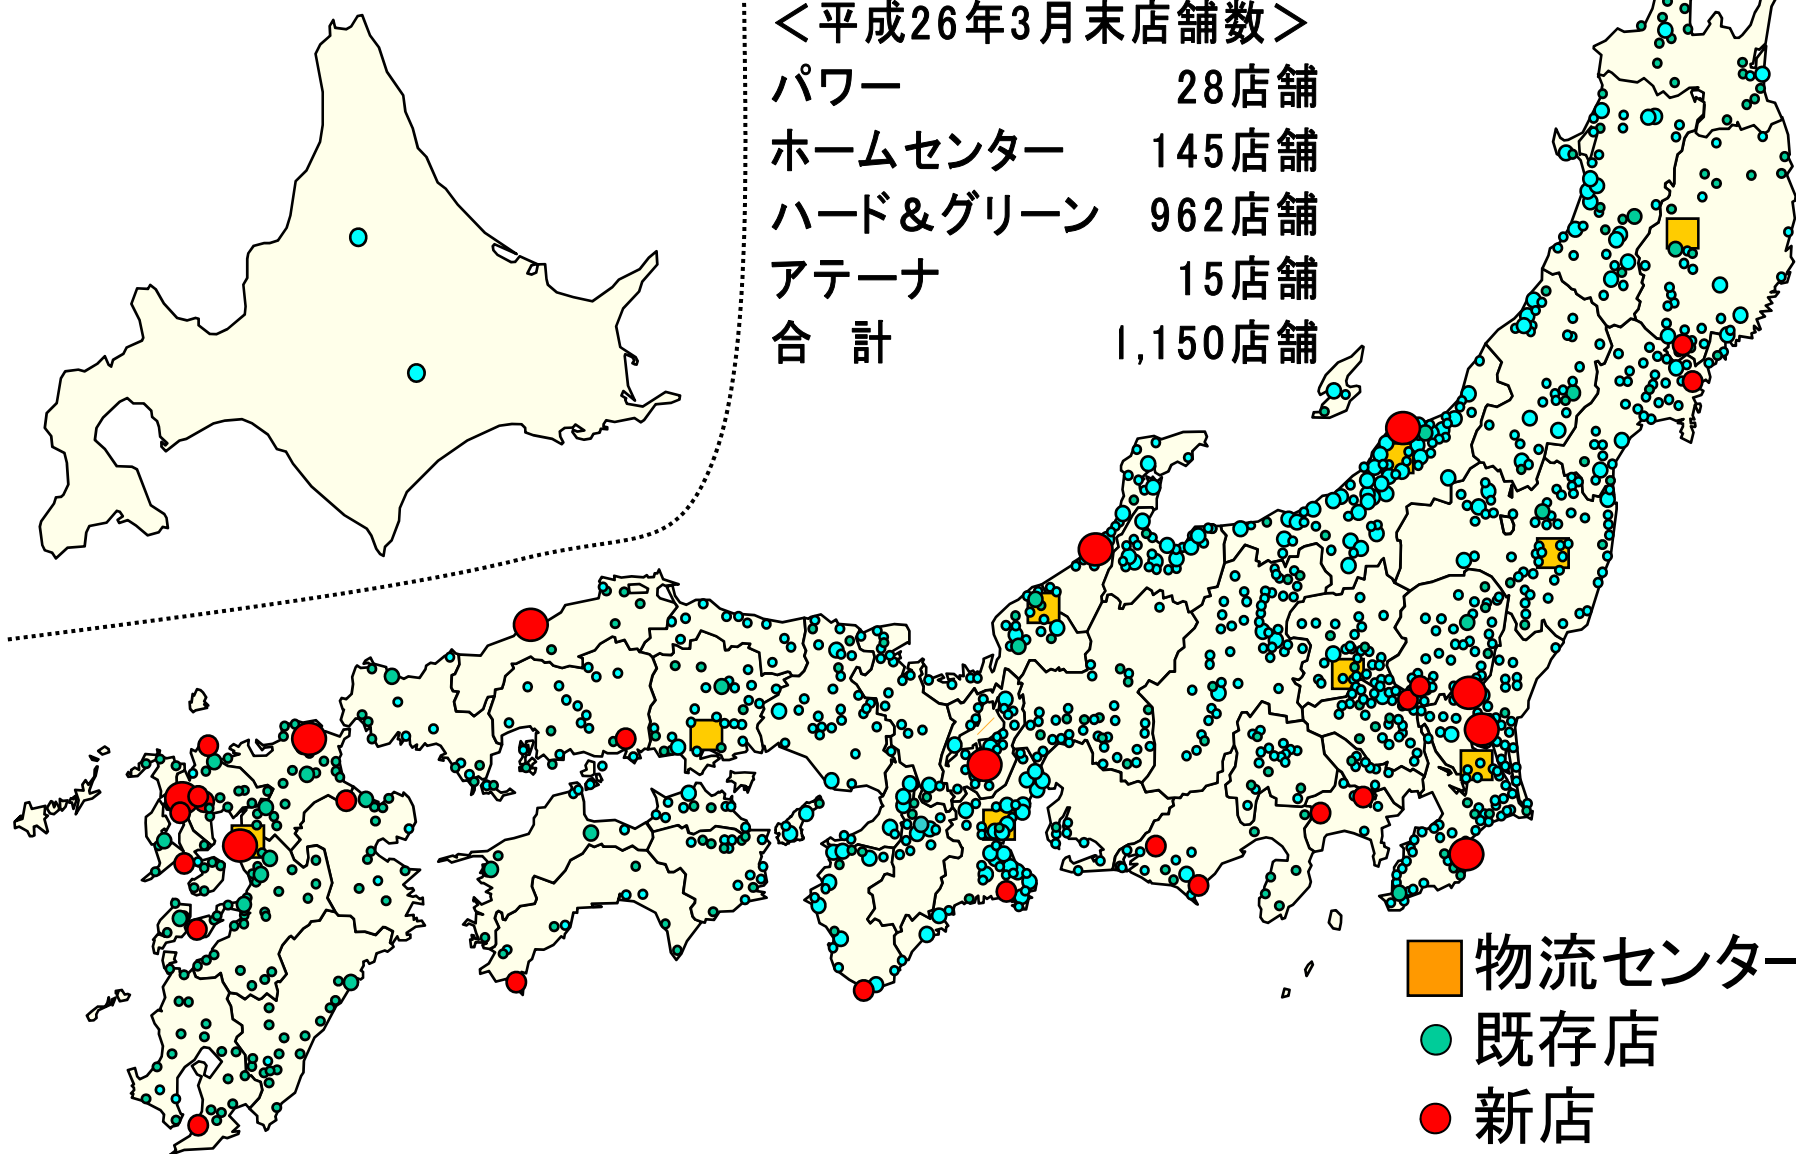 ＜平成26年3月末店舗数＞
パワー 28店舗
ホームセンター 145店舗
ハード＆グリーン 962店舗
アテーナ 15店舗
合 計 1,150店舗
物流センター
既存店
新店